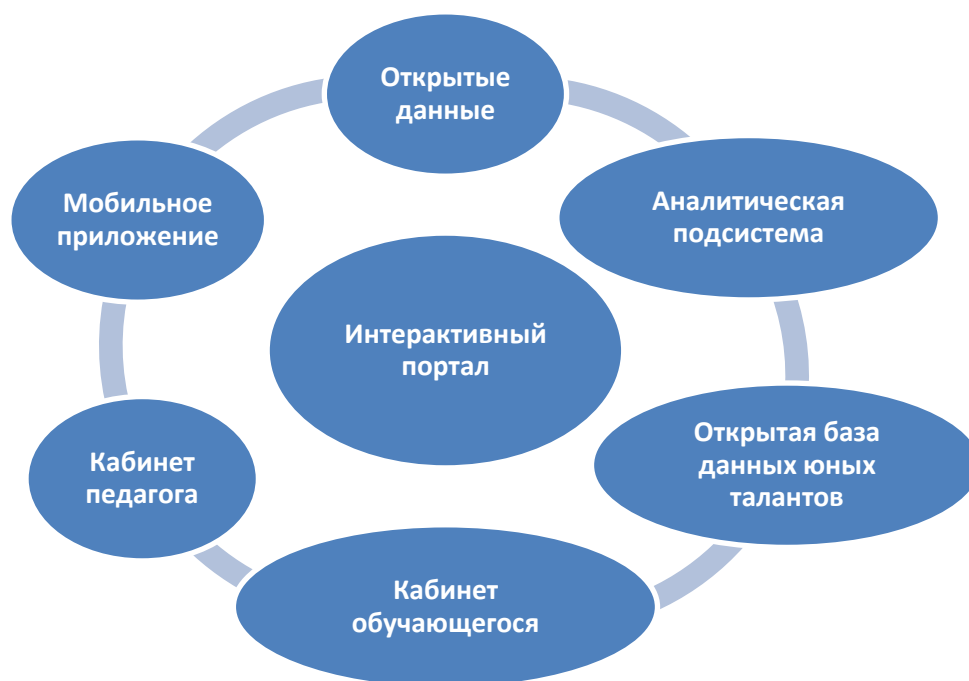 Открытые
данные
Аналитическая
подсистема
Мобильное
приложение
Интерактивный
портал
Открытая база
данных юных
талантов
Кабинет
педагога
Кабинет
обучающегося